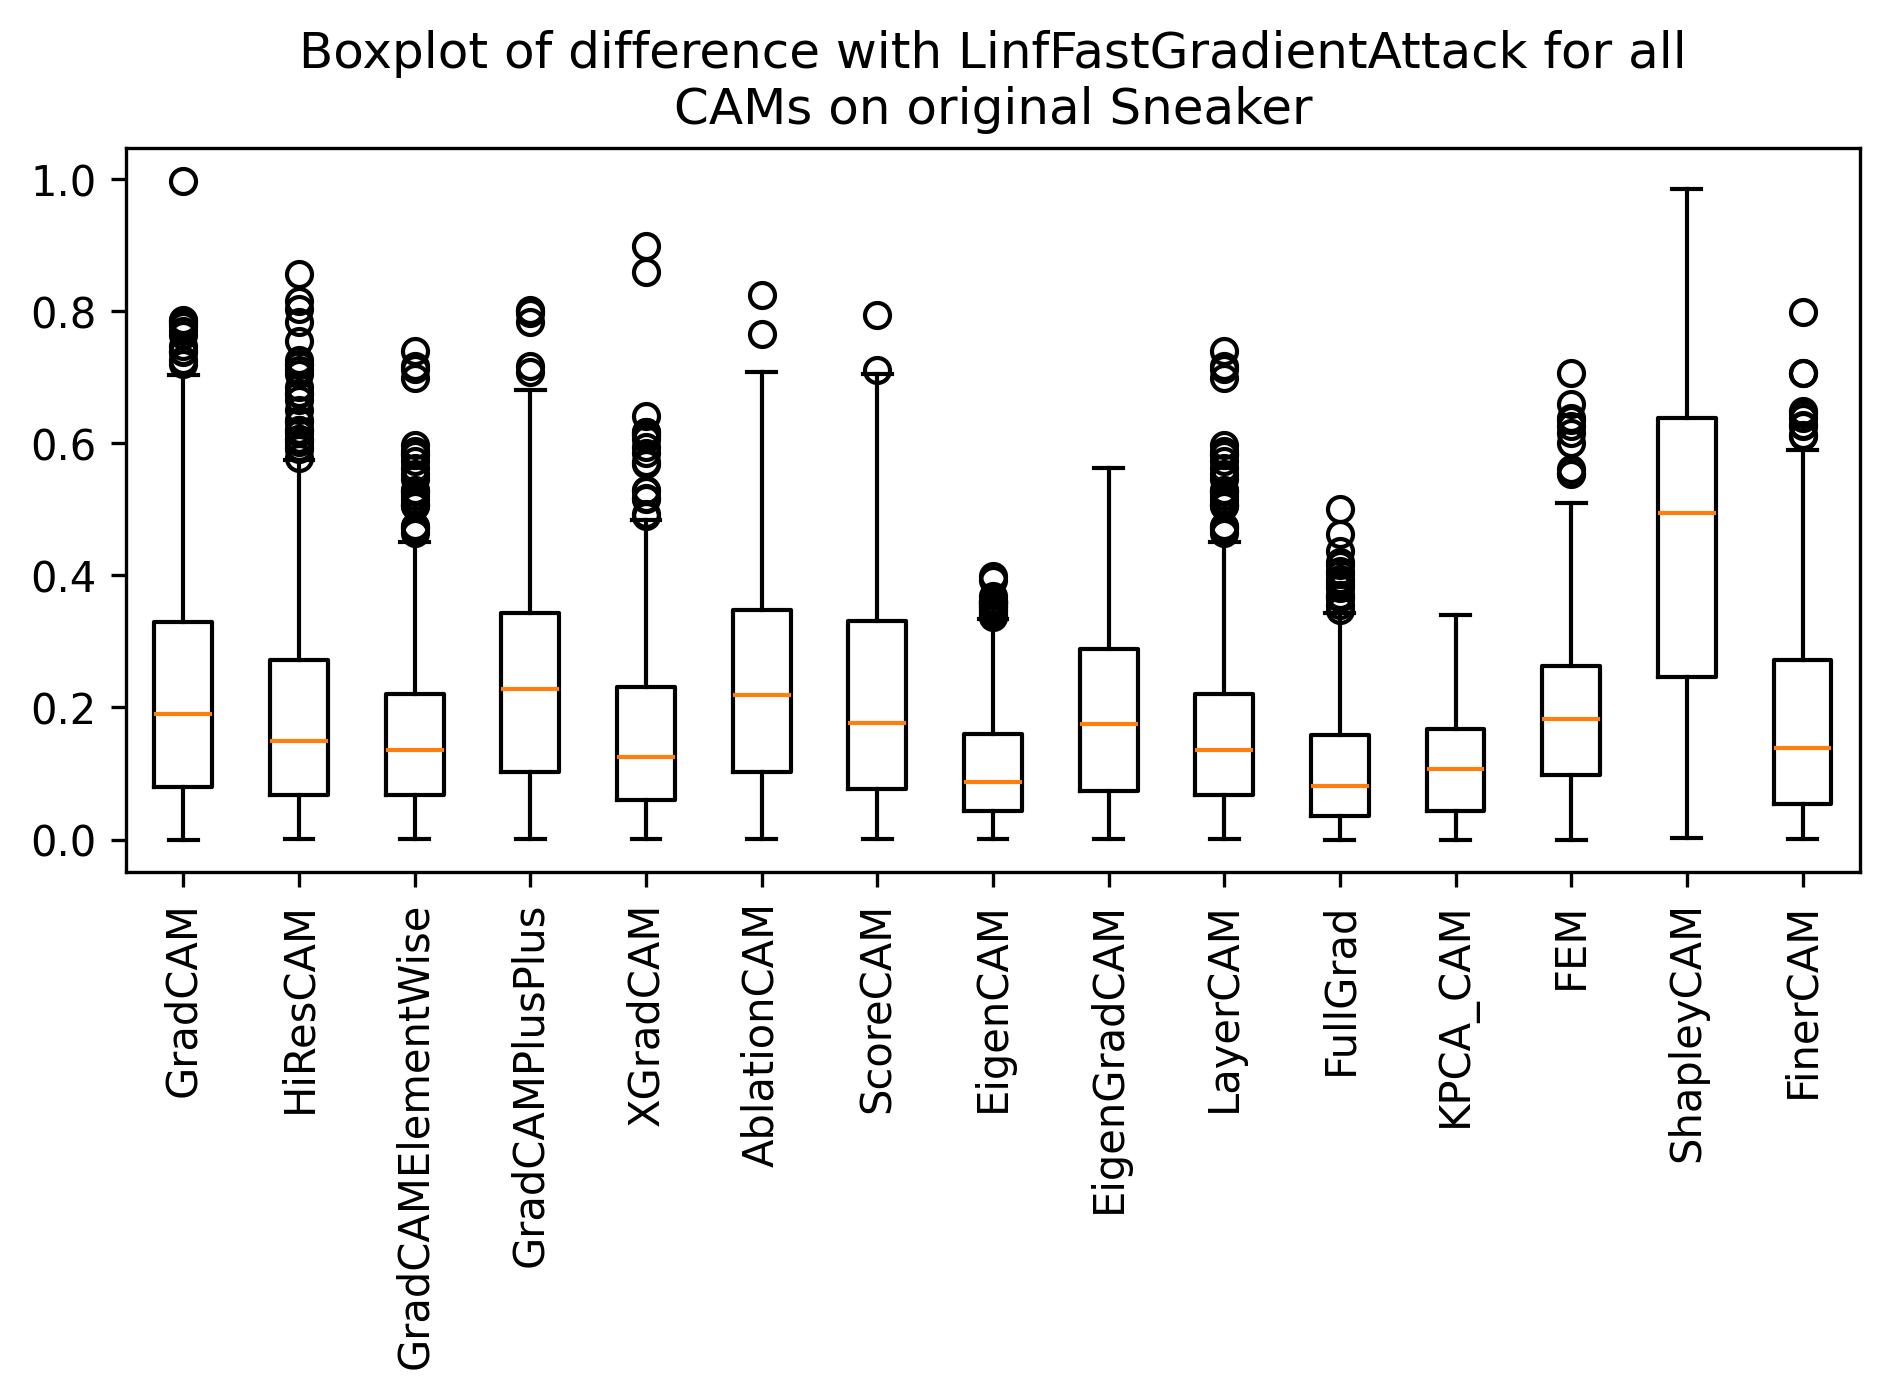 Boxplot of difference with LinfFastGradientAttack for all
CAMs on original Sneaker
1.0
0.8
0.6
0.4
0.2
0.0
GradCAM
HiResCAM
GradCAMElementWise
GradCAMPlusPlus
XGradCAM
AblationCAM
ScoreCAM
EigenCAM
EigenGradCAM
LayerCAM
FullGrad
KPCA_CAM
FEM
ShapleyCAM
FinerCAM